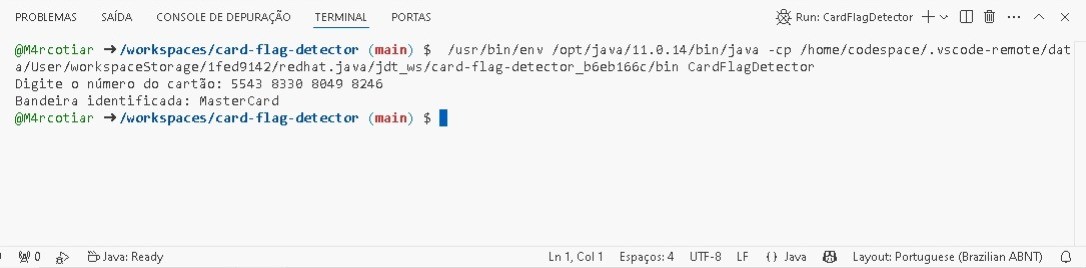 PROBLEMAS SAÍDA CONSOLE DE DEPURAÇÃO TERMINAL PORTAS Run: CardFlagDetector
@M4rcotiar ➜ /workspaces/card-flag-detector (main) $ /usr/bin/env /opt/java/11.0.14/bin/java -cp /home/codespace/.vscode-remote/dat
a/User/workspaceStorage/1fed9142/redhat.java/jdt_ws/card-flag-detector_b6eb166c/bin CardFlagDetector
Digite o número do cartão: 5543 8330 8049 8246
Bandeira identificada: MasterCard
@M4rcotiar ➜ /workspaces/card-flag-detector (main) $
0 Java: Ready Ln 1, Col 1 Espaços: 4 UTF-8 LF {} Java Layout: Portuguese (Brazilian ABNT)